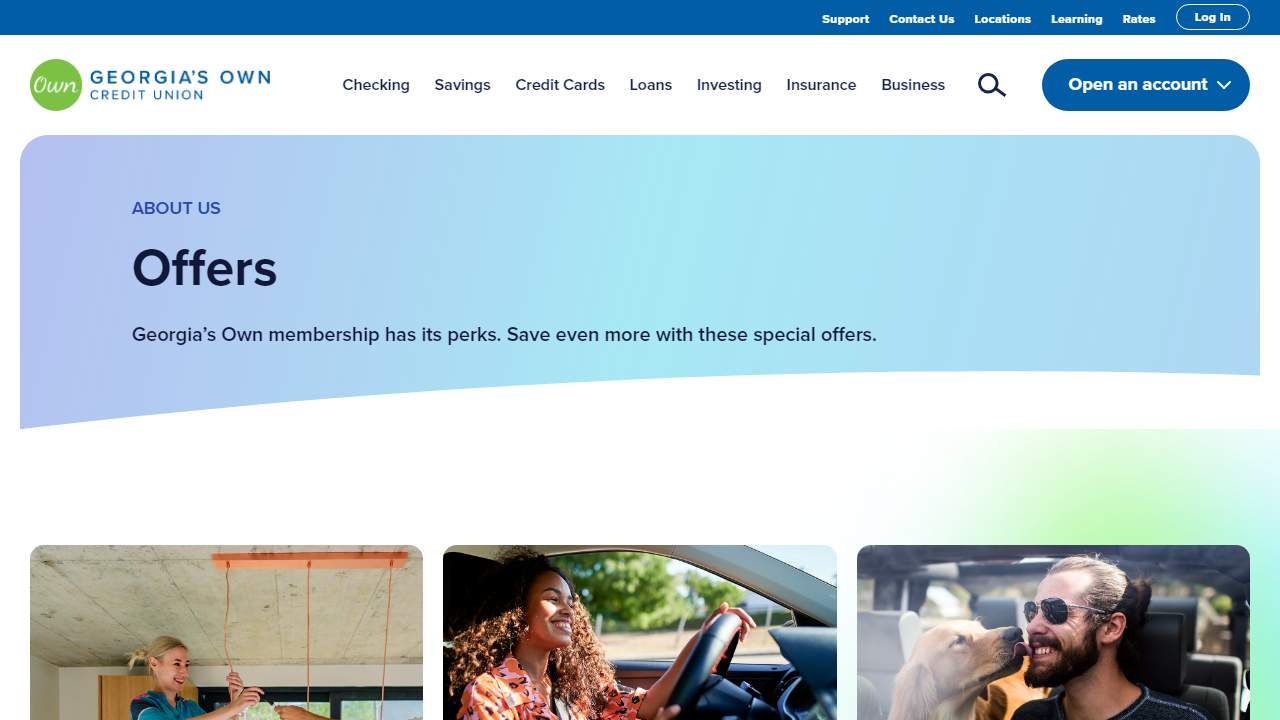 Support Contact Us Locations Learning Rates Log In
Own GEORGIA'S OWN
CREDIT UNION
Checking Savings Credit Cards Loans Investing Insurance Business Open an account
ABOUT US
Offers
Georgia’s Own membership has its perks. Save even more with these special offers.